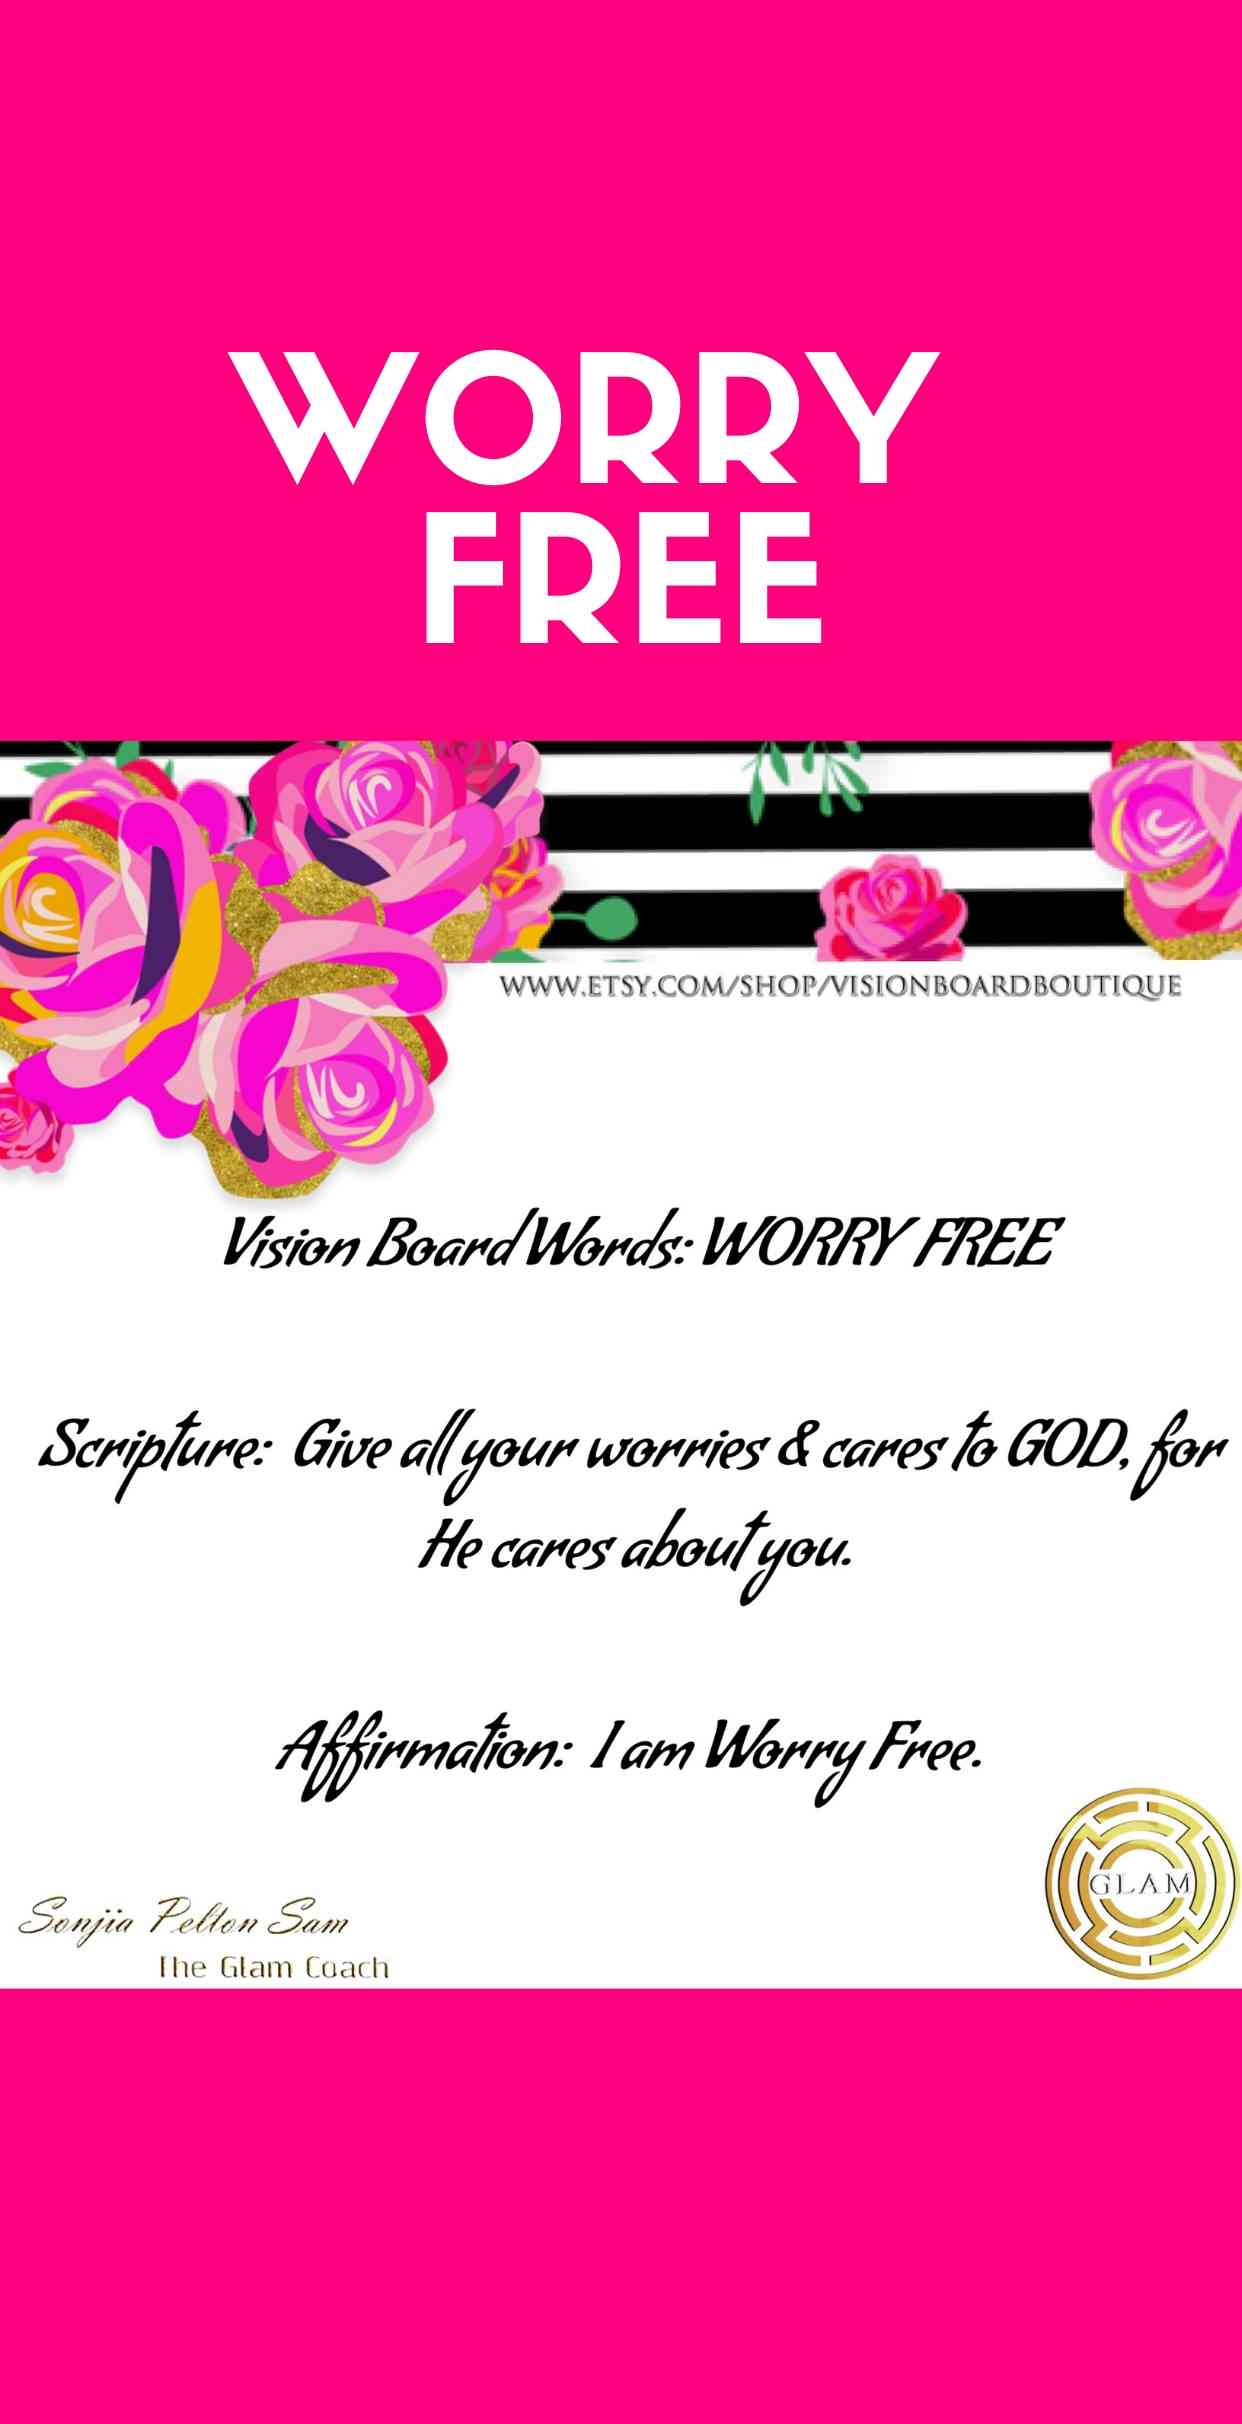 WORRY
FREE
WWW.ETSY.COM/SHOP/VISIONBOARDBOUTIQUE
Vision Board Words: WORRY FREE
Scripture: Give all your worries & cares to GOD, for
He cares about you.
Affirmation: I am Worry Free.
GLAM
Sonjia Pelton Sam
The Glam Coach